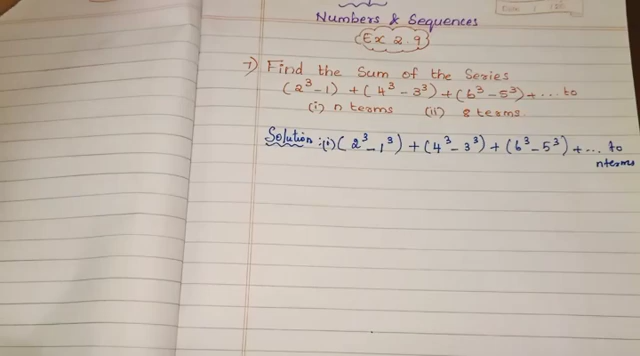 Numbers & Sequences
Ex 2.9
7) Find the Sum of the Series
(2³-1) + (4³-3³) + (6³-5³) + ... to
(i) n terms (ii) 8 terms
Solution: (i) (2³-1³) + (4³-3³) + (6³-5³) + ... to
n terms